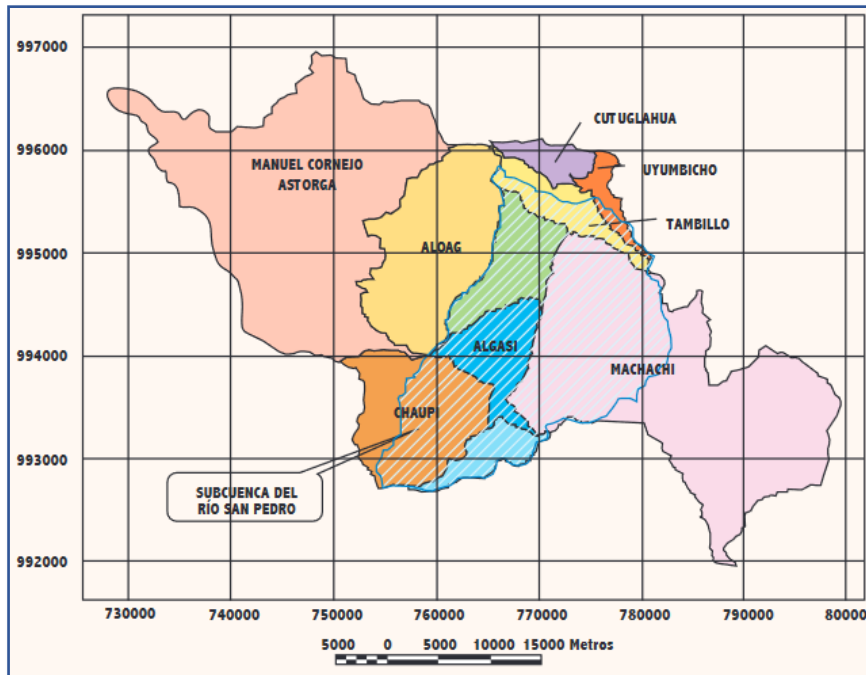 997000
CUTUGLAHUA
996000
MANUEL CORNEJO
ASTORGA
UYUMBICHO
TAMBILLO
995000
ALOAG
994000
ALGASI
MACHACHI
CHAUPI
993000
SUBCUENCA DEL
RÍO SAN PEDRO
992000
730000 740000 750000 760000 770000 780000 790000 80000
5000 0 5000 10000 15000 Metros